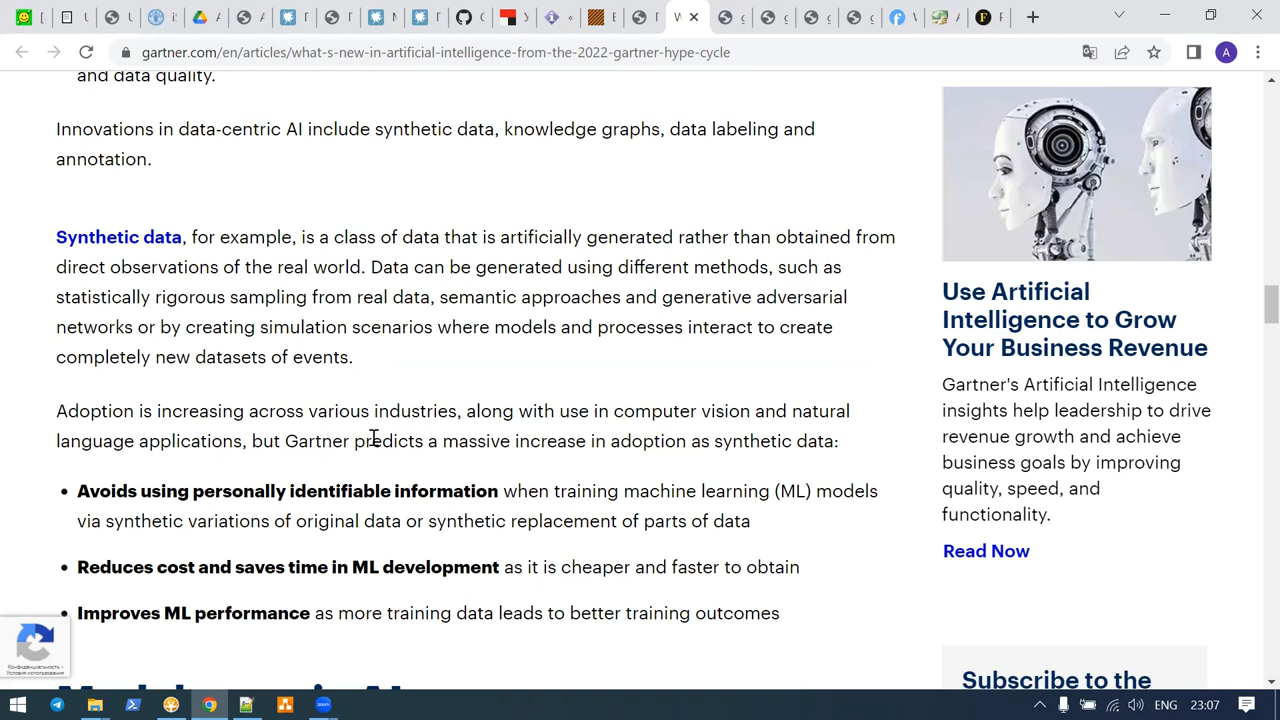 gartner.com/en/articles/what-s-new-in-artificial-intelligence-from-the-2022-gartner-hype-cycle
A
and data quality.
Innovations in data-centric AI include synthetic data, knowledge graphs, data labeling and
annotation.
Synthetic data, for example, is a class of data that is artificially generated rather than obtained from
direct observations of the real world. Data can be generated using different methods, such as
statistically rigorous sampling from real data, semantic approaches and generative adversarial
networks or by creating simulation scenarios where models and processes interact to create
completely new datasets of events.
Adoption is increasing across various industries, along with use in computer vision and natural
language applications, but Gartner predicts a massive increase in adoption as synthetic data:
• Avoids using personally identifiable information when training machine learning (ML) models
via synthetic variations of original data or synthetic replacement of parts of data
• Reduces cost and saves time in ML development as it is cheaper and faster to obtain
• Improves ML performance as more training data leads to better training outcomes
Use Artificial
Intelligence to Grow
Your Business Revenue
Gartner's Artificial Intelligence
insights help leadership to drive
revenue growth and achieve
business goals by improving
quality, speed, and
functionality.
Read Now
Subscribe to the
Конфиденциальность -
Условия использования
zoom
ENG
23:07